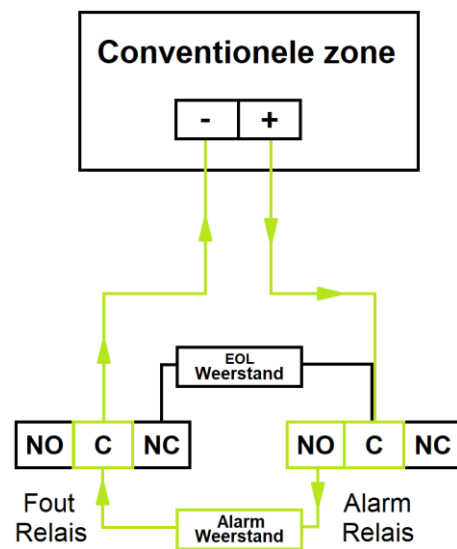 Conventionele zone
- +
EOL
Weerstand
NO C NC
NO C NC
Fout
Relais
Alarm
Weerstand
Alarm
Relais